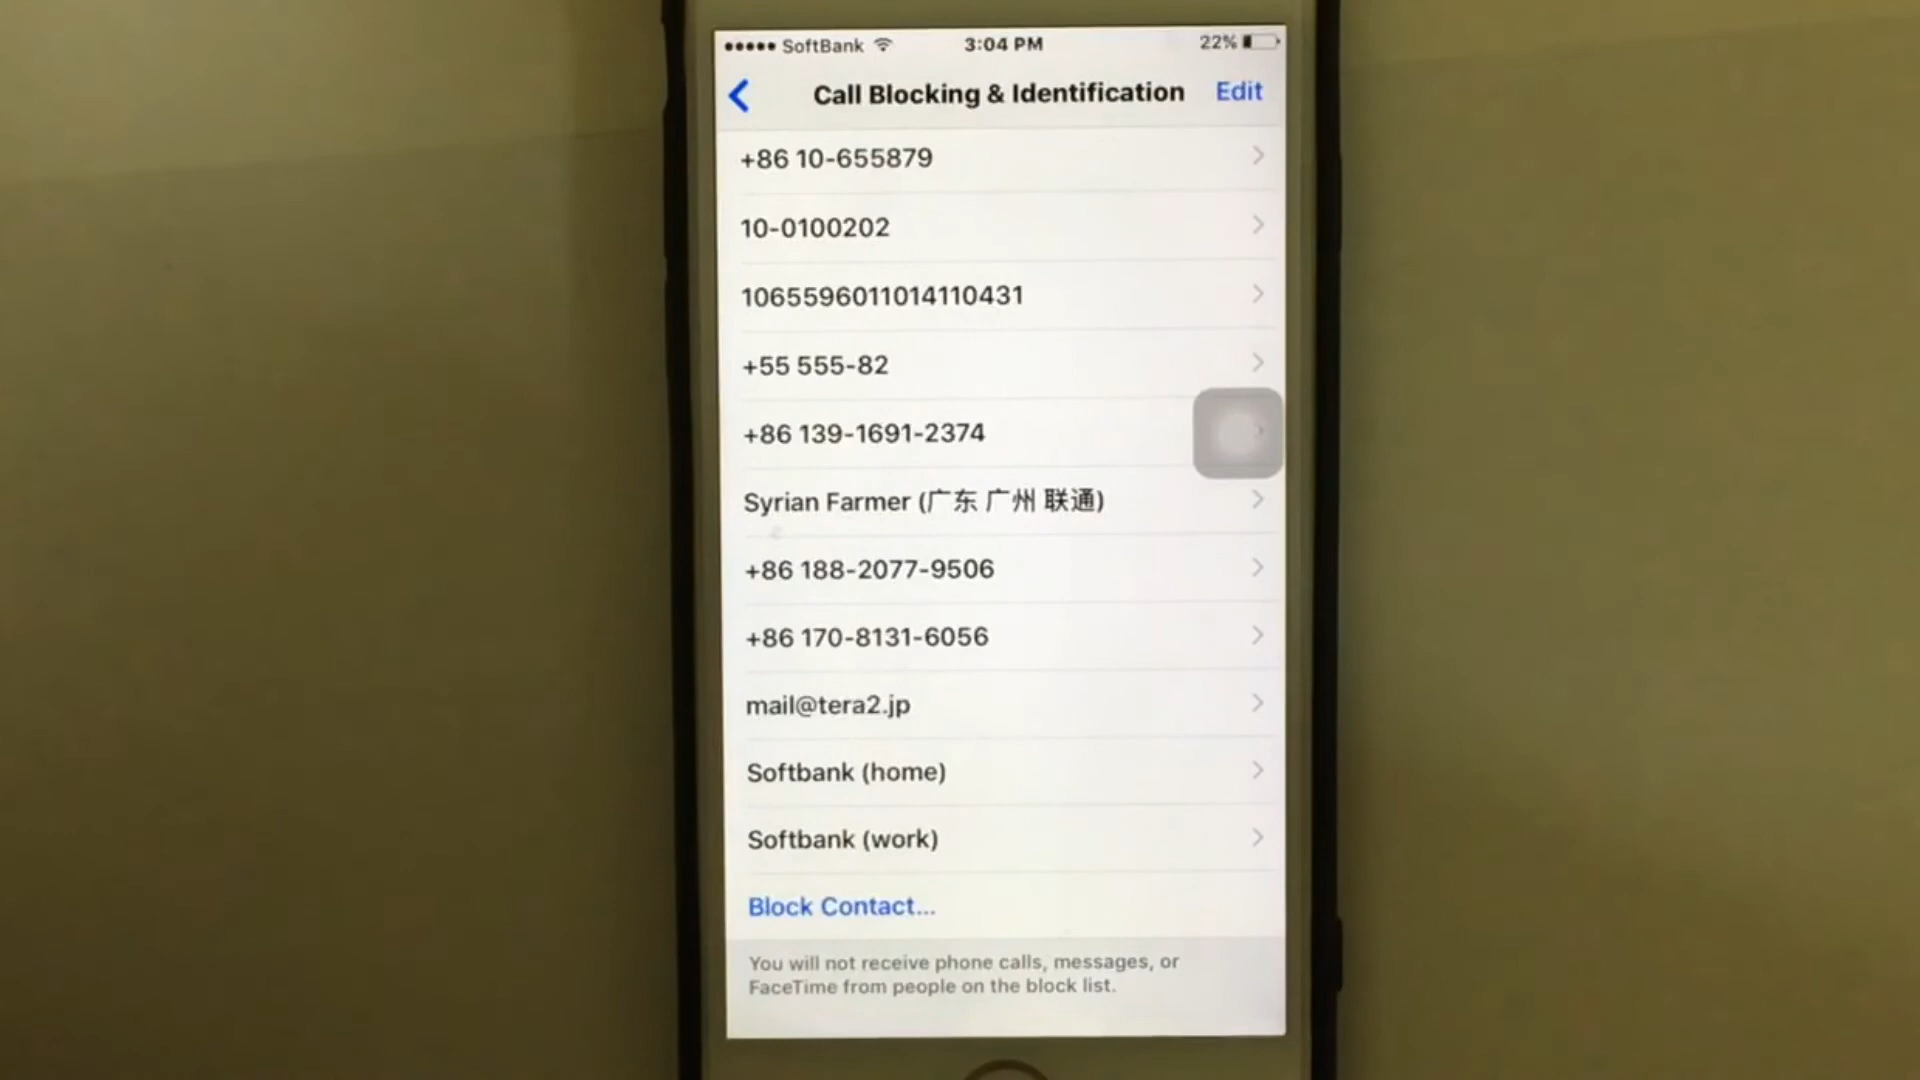 SoftBank 3:04 PM 22%
Call Blocking & Identification Edit
+86 10-655879
10-0100202
1065596011014110431
+55 555-82
+86 139-1691-2374
Syrian Farmer (广东 广州 联通)
+86 188-2077-9506
+86 170-8131-6056
mail@tera2.jp
Softbank (home)
Softbank (work)
Block Contact...
You will not receive phone calls, messages, or
FaceTime from people on the block list.